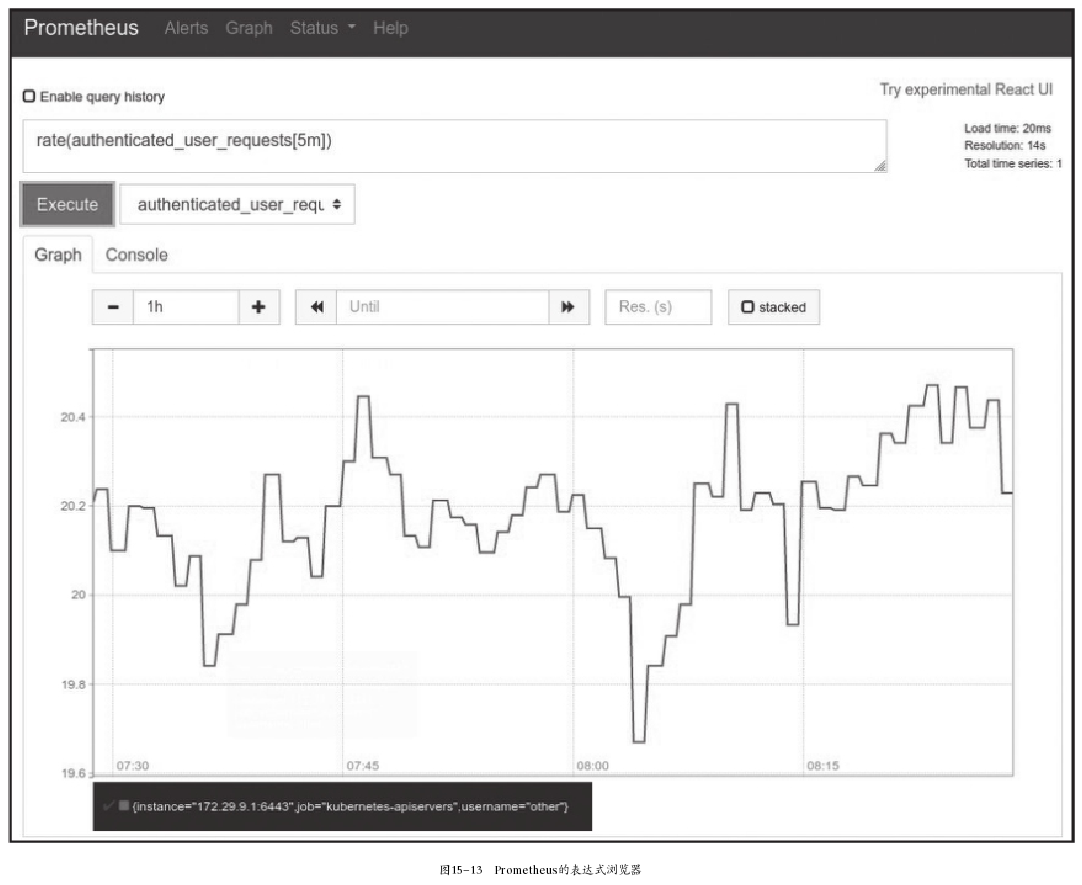 Prometheus Alerts Graph Status Help
Enable query history
Try experimental React UI
rate(authenticated_user_requests[5m])
Load time: 20ms
Resolution: 14s
Total time series: 1
Execute authenticated_user_requ
Graph Console
1h Until Res. (s) stacked
20.4
20.2
20
19.8
19.6
07:30 07:45 08:00 08:15
{instance="172.29.9.1:6443",job="kubernetes-apiservers",username="other"}
图15-13 Prometheus的表达式浏览器